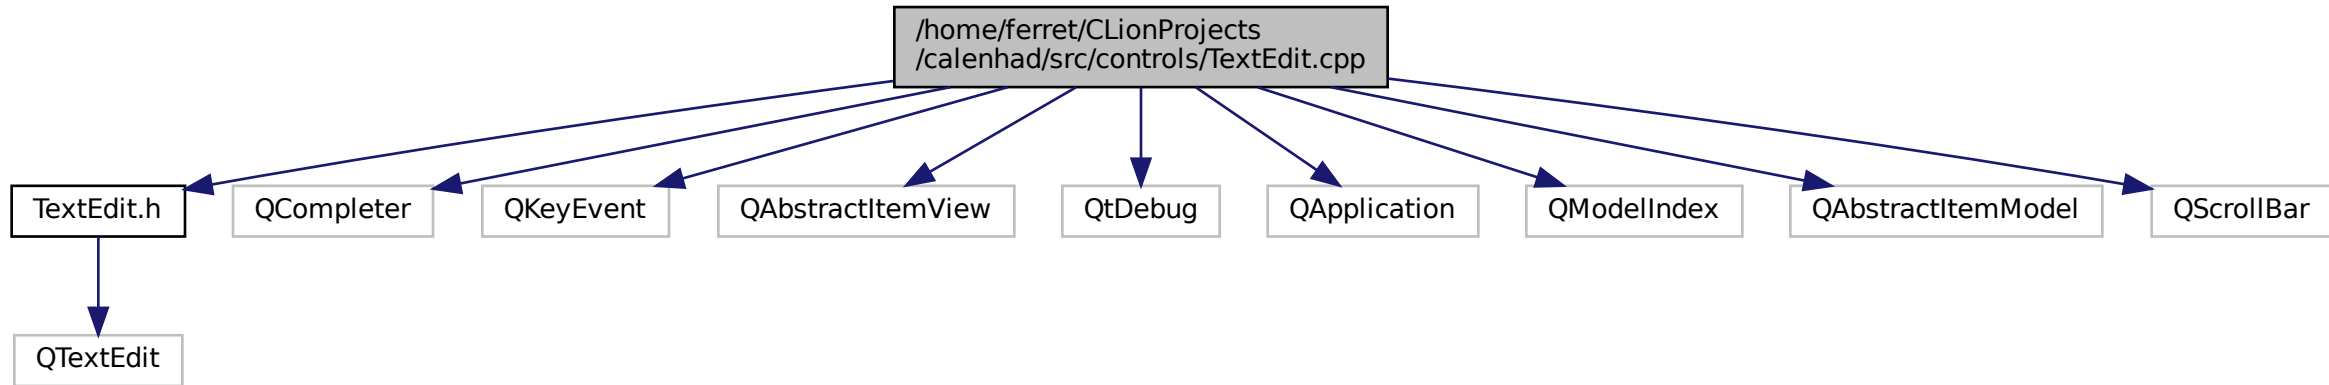 /home/ferret/CLionProjects
/calenhad/src/controls/TextEdit.cpp
TextEdit.h
QCompleter
QKeyEvent
QAbstractItemView
QtDebug
QApplication
QModelIndex
QAbstractItemModel
QScrollBar
QTextEdit